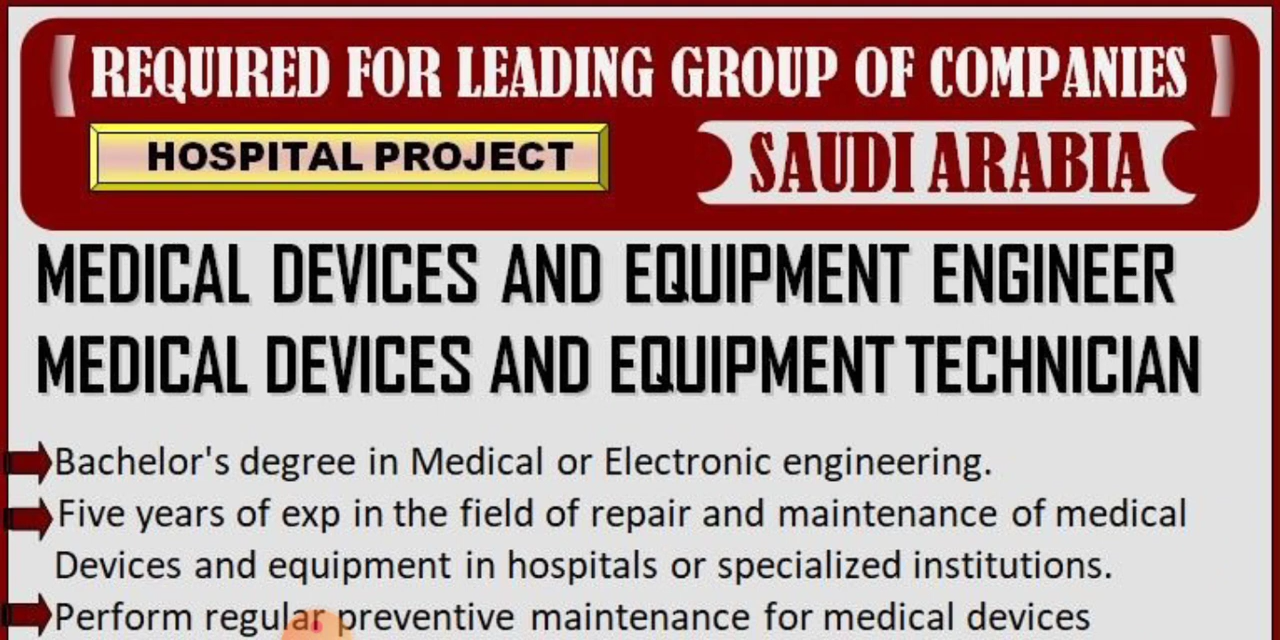 REQUIRED FOR LEADING GROUP OF COMPANIES
HOSPITAL PROJECT
SAUDI ARABIA
MEDICAL DEVICES AND EQUIPMENT ENGINEER
MEDICAL DEVICES AND EQUIPMENT TECHNICIAN
Bachelor's degree in Medical or Electronic engineering.
Five years of exp in the field of repair and maintenance of medical
Devices and equipment in hospitals or specialized institutions.
Perform regular preventive maintenance for medical devices